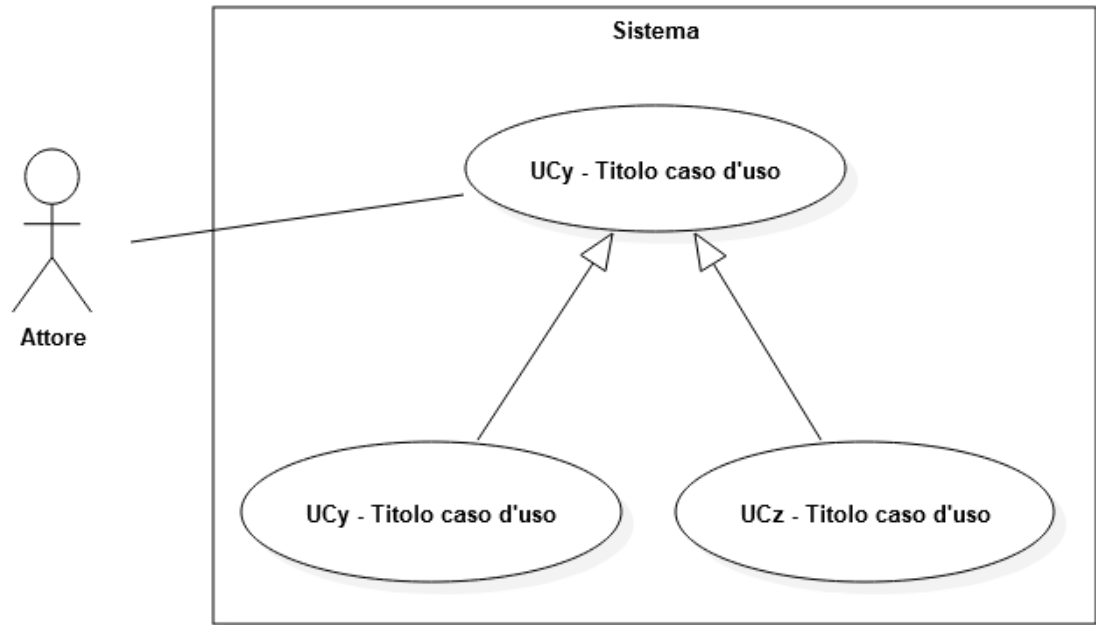 Sistema
UCy - Titolo caso d'uso
Attore
UCy - Titolo caso d'uso
UCz - Titolo caso d'uso